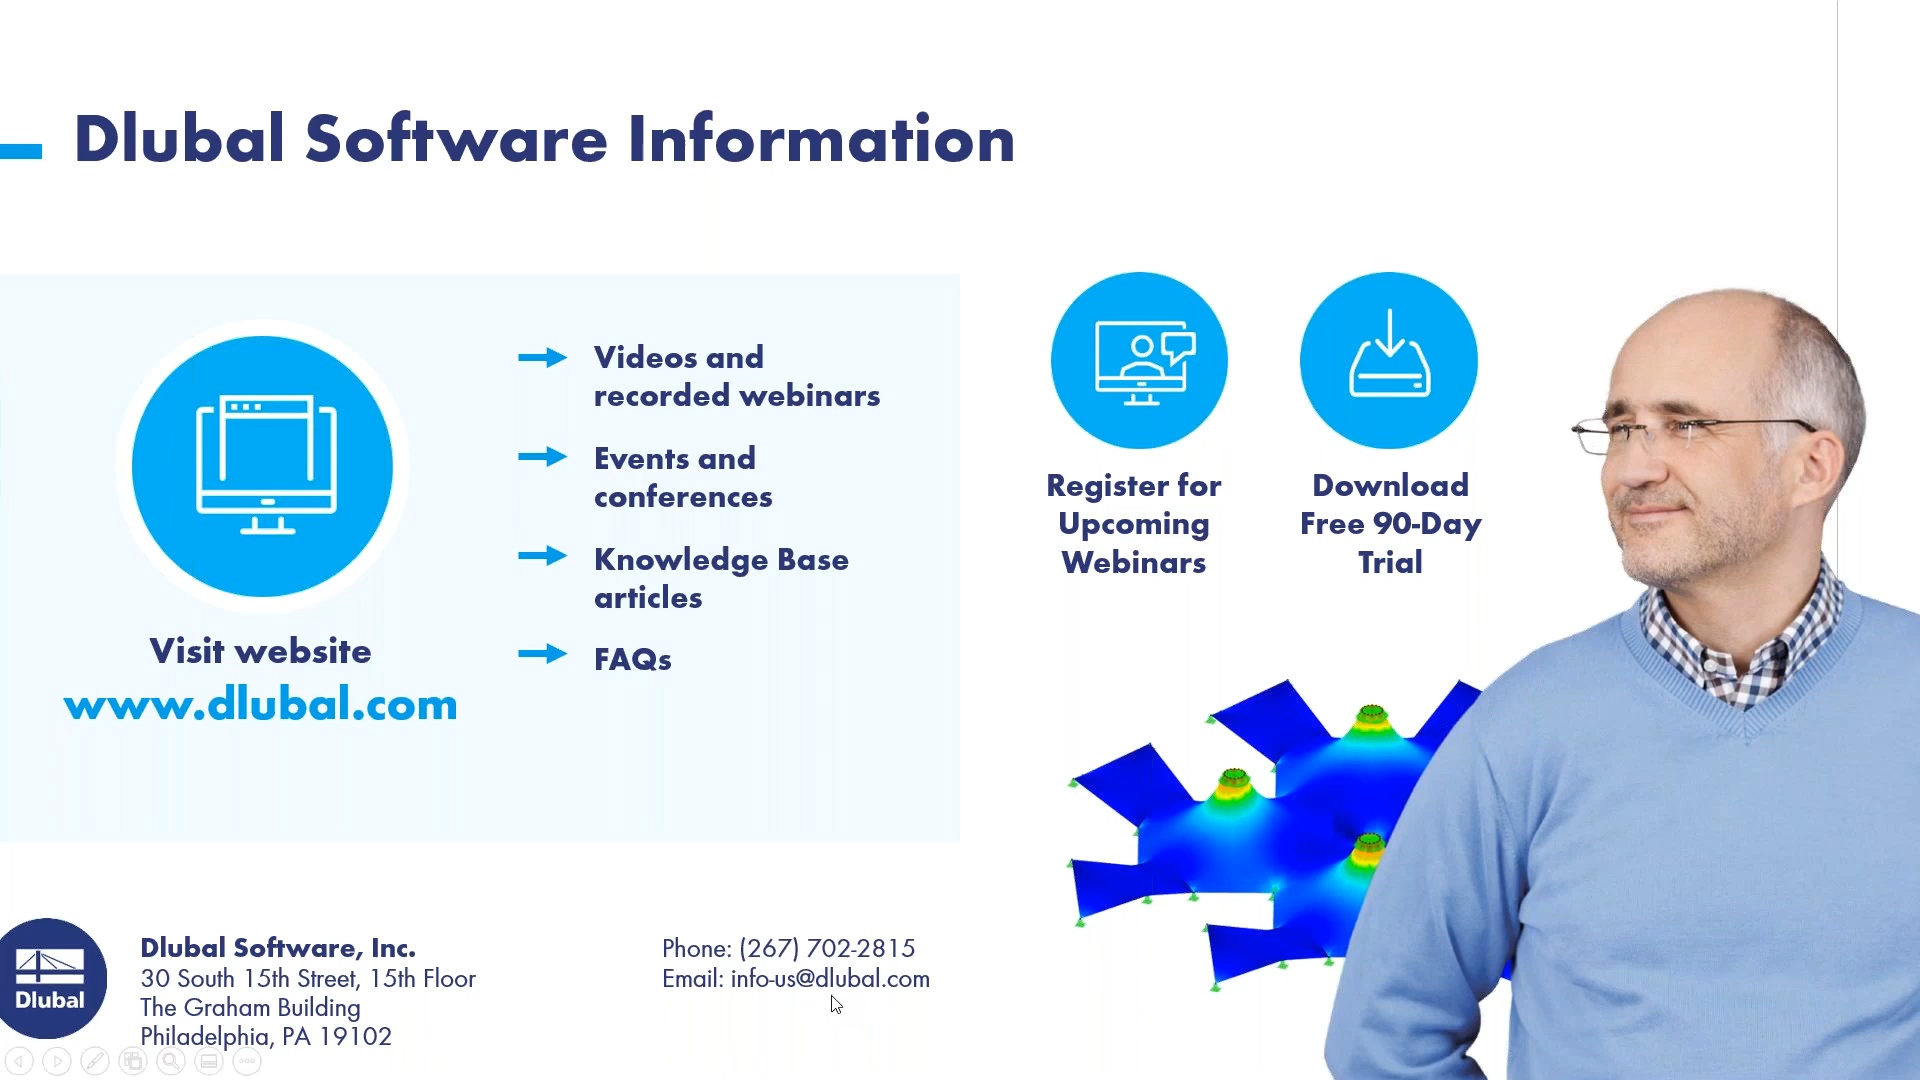 Dlubal Software Information
Visit website
www.dlubal.com
Videos and
recorded webinars
Events and
conferences
Knowledge Base
articles
FAQs
Register for
Upcoming
Webinars
Download
Free 90-Day
Trial
Dlubal
Dlubal Software, Inc.
30 South 15th Street, 15th Floor
The Graham Building
Philadelphia, PA 19102
Phone: (267) 702-2815
Email: info-us@dlubal.com